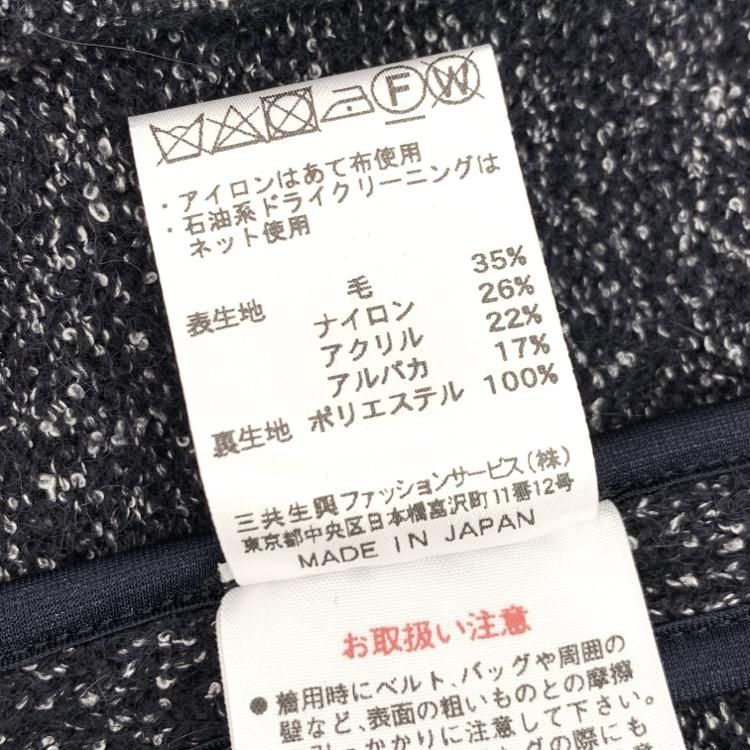 F W
・アイロンはあて布使用
・石油系ドライクリーニングは
ネット使用
表生地 毛 35%
ナイロン 26%
アクリル 22%
アルパカ 17%
裏生地 ポリエステル 100%
三共生興ファッションサービス(株)
東京都中央区日本橋富沢町11番12号
MADE IN JAPAN
お取扱い注意
●着用時にベルト、バッグや周囲の
壁など、表面の粗いものとの摩擦
引っかかりに注意して下さい。
の際にも